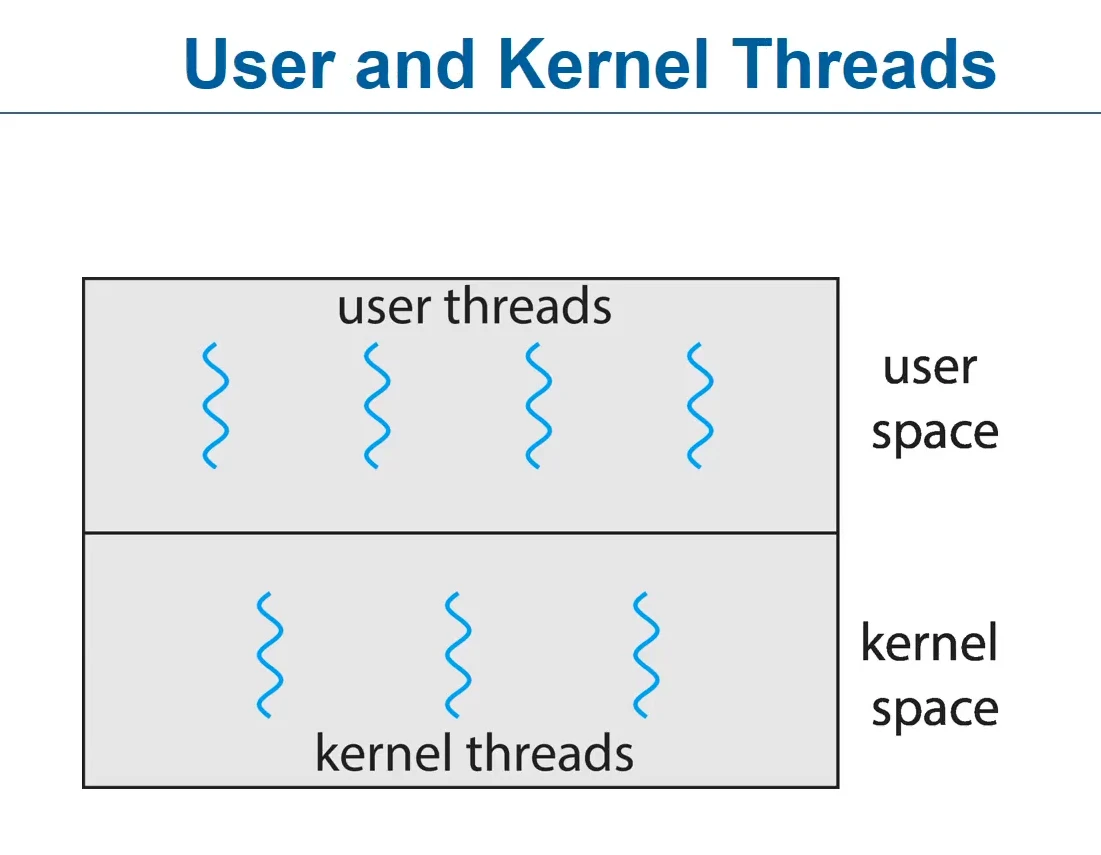 User and Kernel Threads
user threads
user
space
kernel
space
kernel threads